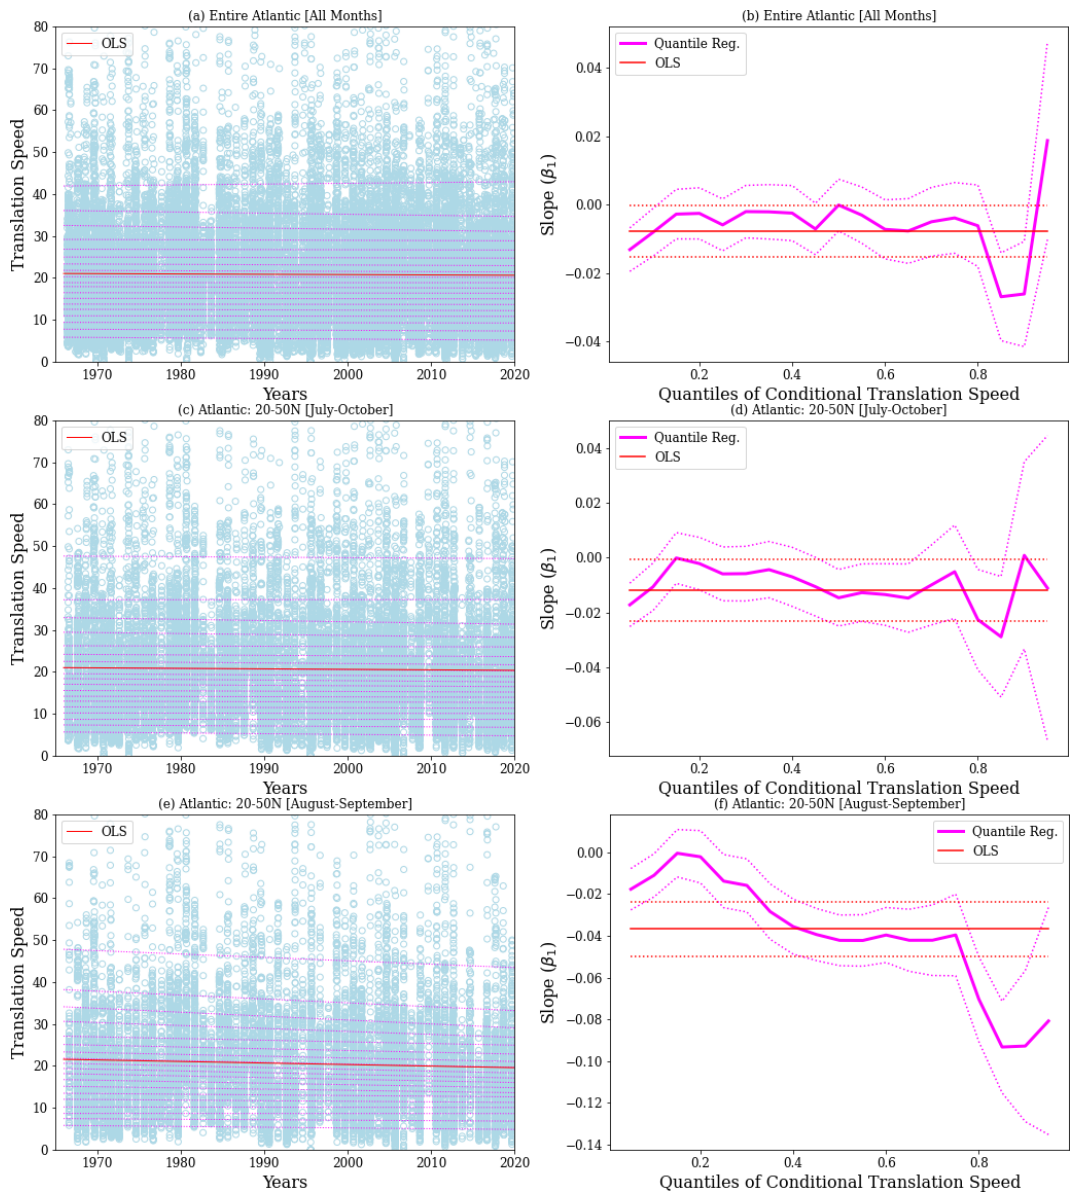 (a) Entire Atlantic [All Months]
80
70
60
50
40
30
20
10
0
Translation Speed
OLS
1970 1980 1990 2000 2010 2020
Years
(b) Entire Atlantic [All Months]
0.04
0.02
0.00
−0.02
−0.04
Slope (β₁)
Quantile Reg.
OLS
0.2 0.4 0.6 0.8
Quantiles of Conditional Translation Speed
(c) Atlantic: 20-50N [July-October]
80
70
60
50
40
30
20
10
0
Translation Speed
OLS
1970 1980 1990 2000 2010 2020
Years
(d) Atlantic: 20-50N [July-October]
0.04
0.02
0.00
−0.02
−0.04
−0.06
Slope (β₁)
Quantile Reg.
OLS
0.2 0.4 0.6 0.8
Quantiles of Conditional Translation Speed
(e) Atlantic: 20-50N [August-September]
80
70
60
50
40
30
20
10
0
Translation Speed
OLS
1970 1980 1990 2000 2010 2020
Years
(f) Atlantic: 20-50N [August-September]
0.00
−0.02
−0.04
−0.06
−0.08
−0.10
−0.12
−0.14
Slope (β₁)
Quantile Reg.
OLS
0.2 0.4 0.6 0.8
Quantiles of Conditional Translation Speed